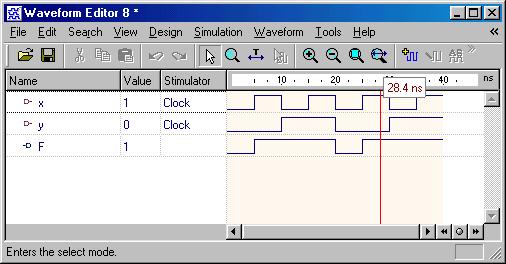 Waveform Editor 8 *
File Edit Search View Design Simulation Waveform Tools Help «
Name Value Stimulator 10 20 40 ns
28.4 ns
x 1 Clock
y 0 Clock
F 1
Enters the select mode.